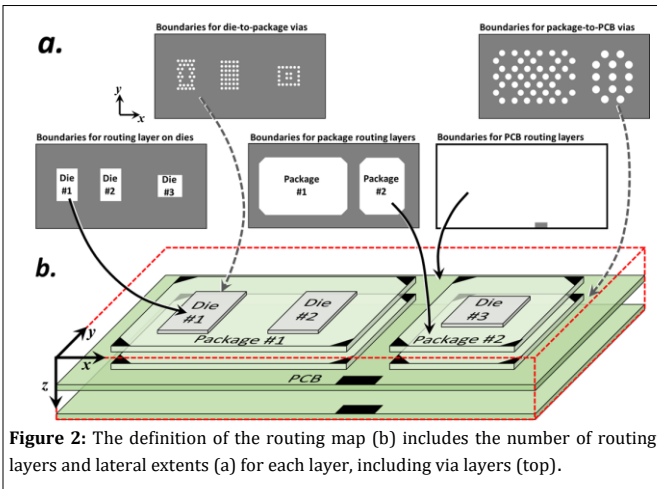 Boundaries for die-to-package vias
Boundaries for package-to-PCB vias
a.
y
x
Boundaries for routing layer on dies
Boundaries for package routing layers
Boundaries for PCB routing layers
Die
#1
Die
#2
Die
#3
Package
#1
Package
#2
b.
Die
#1
Die
#2
Die
#3
Package #1
Package #2
y
x
z
PCB
Figure 2: The definition of the routing map (b) includes the number of routing
layers and lateral extents (a) for each layer, including via layers (top).